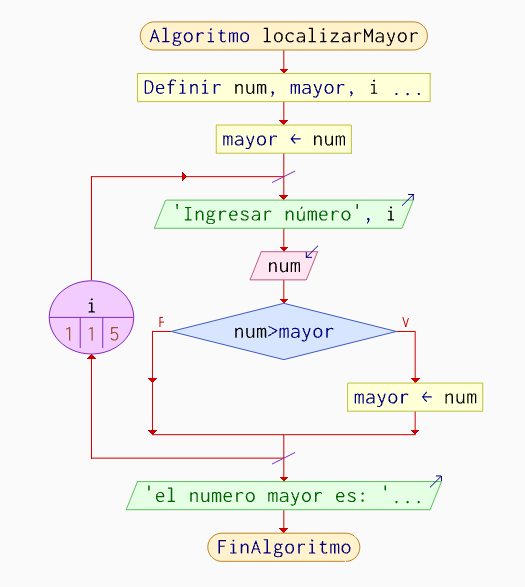 Algoritmo localizarMayor
Definir num, mayor, i ...
mayor ← num
'Ingresar número', i
num
i
1 1 5
F
num>mayor
V
mayor ← num
'el numero mayor es: '...
FinAlgoritmo